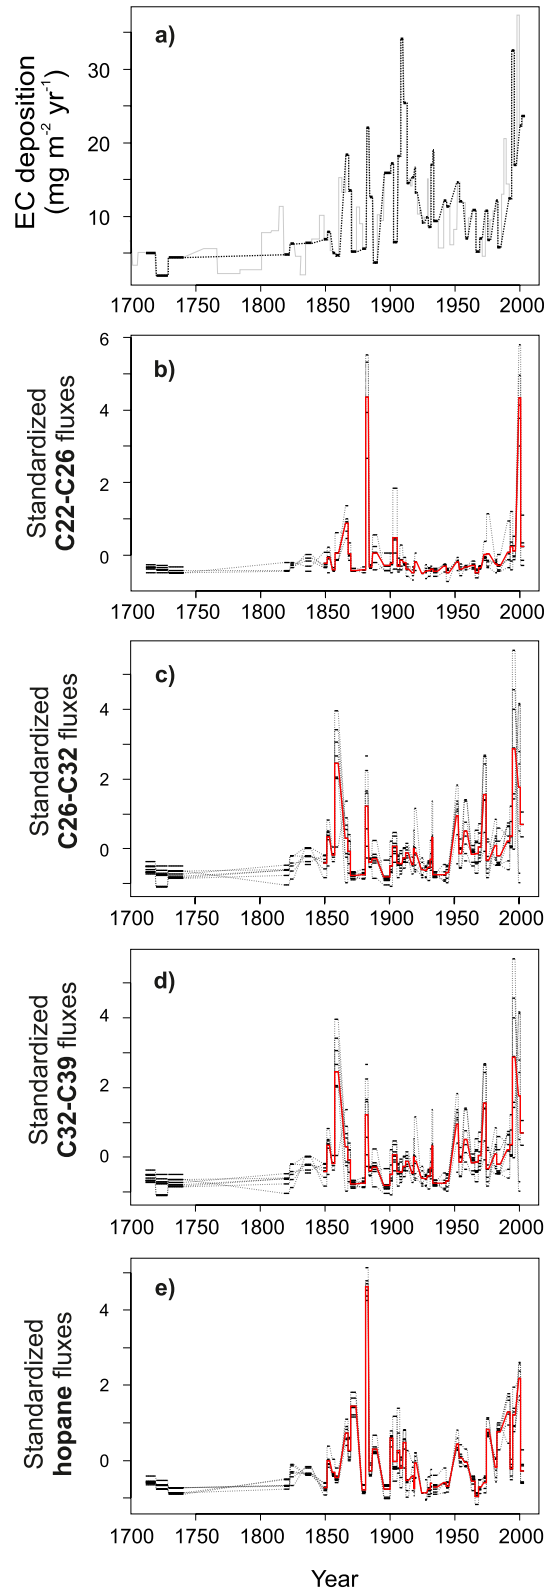 a)
EC deposition
(mg m⁻² yr⁻¹)
30
20
10
1700 1750 1800 1850 1900 1950 2000
b)
Standardized
C22-C26 fluxes
6
4
2
0
1700 1750 1800 1850 1900 1950 2000
c)
Standardized
C26-C32 fluxes
4
2
0
1700 1750 1800 1850 1900 1950 2000
d)
Standardized
C32-C39 fluxes
4
2
0
1700 1750 1800 1850 1900 1950 2000
e)
Standardized
hopane fluxes
4
2
0
1700 1750 1800 1850 1900 1950 2000
Year